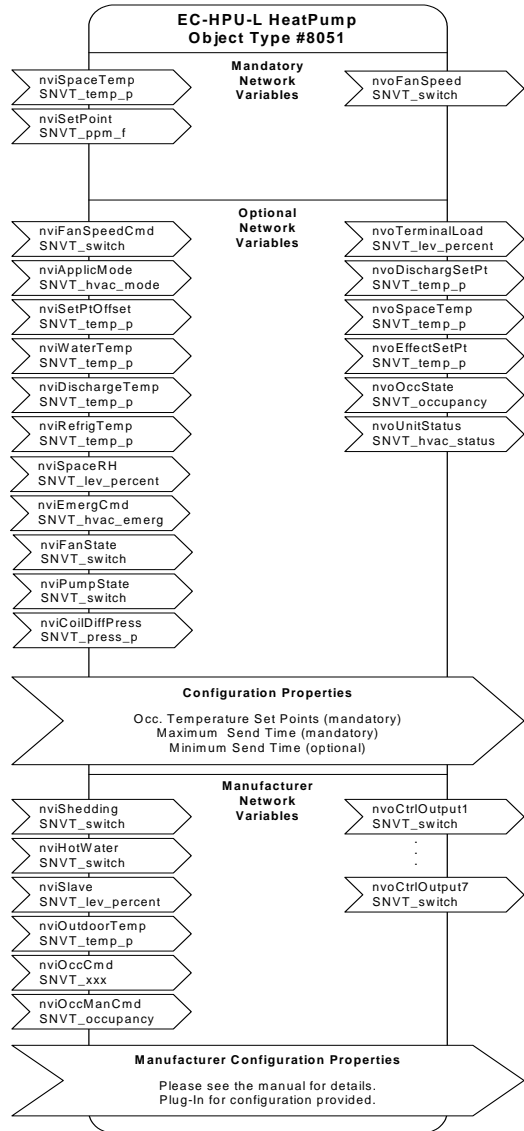 EC-HPU-L HeatPump
Object Type #8051
Mandatory
Network
Variables
nviSpaceTemp
SNVT_temp_p
nviSetPoint
SNVT_ppm_f
nvoFanSpeed
SNVT_switch
Optional
Network
Variables
nviFanSpeedCmd
SNVT_switch
nviApplicMode
SNVT_hvac_mode
nviSetPtOffset
SNVT_temp_p
nviWaterTemp
SNVT_temp_p
nviDischargeTemp
SNVT_temp_p
nviRefrigTemp
SNVT_temp_p
nviSpaceRH
SNVT_lev_percent
nviEmergCmd
SNVT_hvac_emerg
nviFanState
SNVT_switch
nviPumpState
SNVT_switch
nviCoilDiffPress
SNVT_press_p
nvoTerminalLoad
SNVT_lev_percent
nvoDischargSetPt
SNVT_temp_p
nvoSpaceTemp
SNVT_temp_p
nvoEffectSetPt
SNVT_temp_p
nvoOccState
SNVT_occupancy
nvoUnitStatus
SNVT_hvac_status
Configuration Properties
Occ. Temperature Set Points (mandatory)
Maximum Send Time (mandatory)
Minimum Send Time (optional)
Manufacturer
Network
Variables
nviShedding
SNVT_switch
nviHotWater
SNVT_switch
nviSlave
SNVT_lev_percent
nviOutdoorTemp
SNVT_temp_p
nviOccCmd
SNVT_xxx
nviOccManCmd
SNVT_occupancy
nvoCtrlOutput1
SNVT_switch
.
.
.
nvoCtrlOutput7
SNVT_switch
Manufacturer Configuration Properties
Please see the manual for details.
Plug-In for configuration provided.